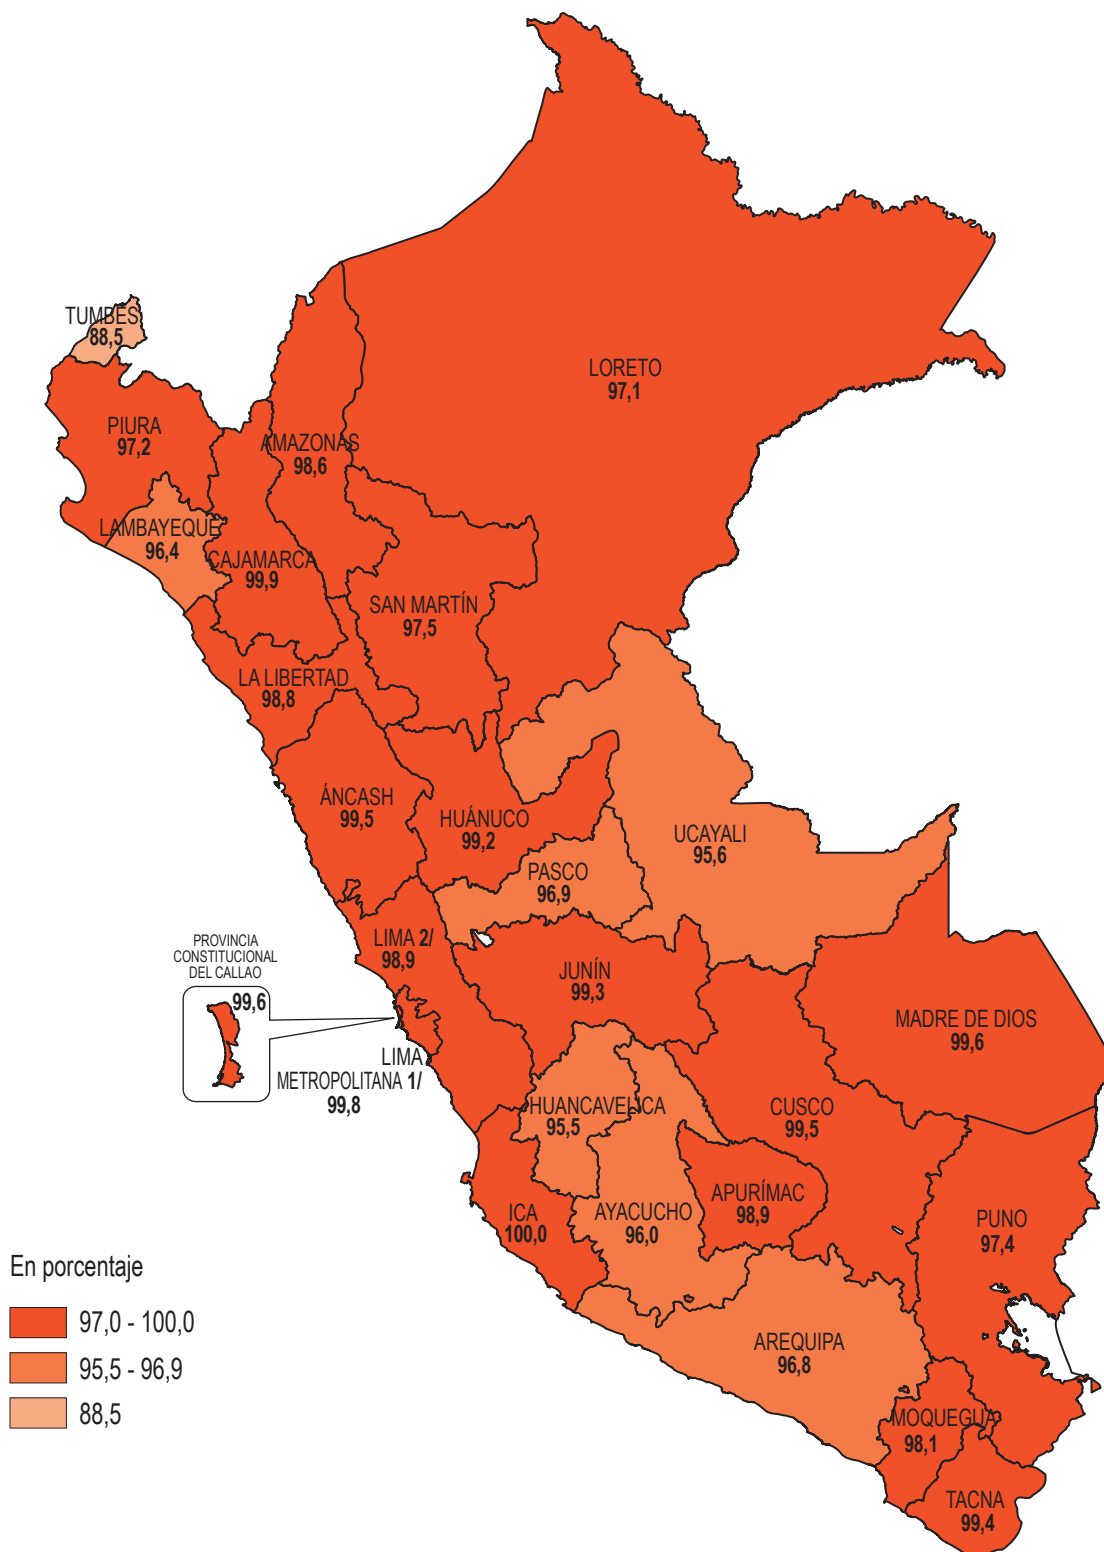 TUMBES
88,5
LORETO
97,1
PIURA
97,2
AMAZONAS
98,6
LAMBAYEQUE
96,4
CAJAMARCA
99,9
SAN MARTÍN
97,5
LA LIBERTAD
98,8
ÁNCASH
99,5
HUÁNUCO
99,2
UCAYALI
95,6
PASCO
96,9
LIMA 2/
98,9
PROVINCIA
CONSTITUCIONAL
DEL CALLAO
99,6
JUNÍN
99,3
MADRE DE DIOS
99,6
LIMA
METROPOLITANA 1/
99,8
HUANCAVELICA
95,5
CUSCO
99,5
APURÍMAC
98,9
ICA
100,0
AYACUCHO
96,0
PUNO
97,4
AREQUIPA
96,8
MOQUEGUA
98,1
TACNA
99,4
En porcentaje
97,0 - 100,0
95,5 - 96,9
88,5